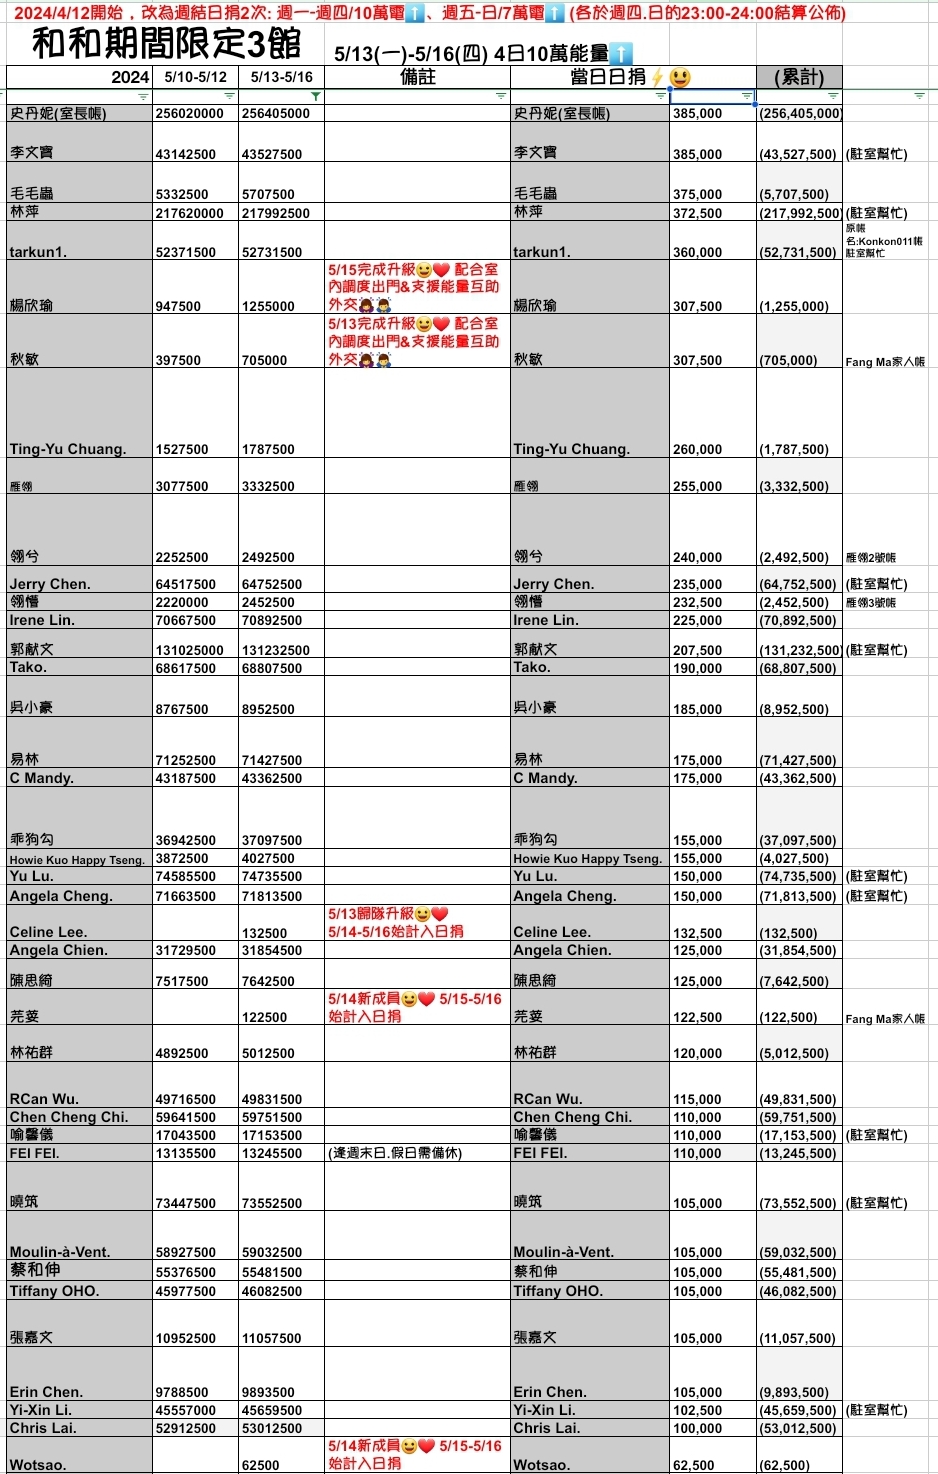 2024/4/12開始，改為週結日捐2次: 週一-週四/10萬電⬆️、週五-日/7萬電⬆️ (各於週四.日的23:00-24:00結算公佈)
和和期間限定3館 5/13(一)-5/16(四) 4日10萬能量⬆️
2024 5/10-5/12 5/13-5/16 備註 當日日捐⚡😃 (累計)
史丹妮(室長帳) 256020000 256405000 史丹妮(室長帳) 385,000 (256,405,000)
李文寶 43142500 43527500 李文寶 385,000 (43,527,500) (駐室幫忙)
毛毛蟲 5332500 5707500 毛毛蟲 375,000 (5,707,500)
林萍 217620000 217992500 林萍 372,500 (217,992,500) (駐室幫忙)
原帳
名:Konkon011帳
tarkun1. 52371500 52731500 tarkun1. 360,000 (52,731,500) 駐室幫忙
5/15完成升級😃❤️ 配合室
內調度出門&支援能量互助
楊欣瑜 947500 1255000 外交🙇‍♀️🙇‍♂️ 楊欣瑜 307,500 (1,255,000)
5/13完成升級😃❤️ 配合室
內調度出門&支援能量互助
秋敏 397500 705000 外交🙇‍♀️🙇‍♂️ 秋敏 307,500 (705,000) Fang Ma家人帳
Ting-Yu Chuang. 1527500 1787500 Ting-Yu Chuang. 260,000 (1,787,500)
雁翎 3077500 3332500 雁翎 255,000 (3,332,500)
翎兮 2252500 2492500 翎兮 240,000 (2,492,500) 雁翎2號帳
Jerry Chen. 64517500 64752500 Jerry Chen. 235,000 (64,752,500) (駐室幫忙)
翎懵 2220000 2452500 翎懵 232,500 (2,452,500) 雁翎3號帳
Irene Lin. 70667500 70892500 Irene Lin. 225,000 (70,892,500)
郭献文 131025000 131232500 郭献文 207,500 (131,232,500) (駐室幫忙)
Tako. 68617500 68807500 Tako. 190,000 (68,807,500)
吳小豪 8767500 8952500 吳小豪 185,000 (8,952,500)
易林 71252500 71427500 易林 175,000 (71,427,500)
C Mandy. 43187500 43362500 C Mandy. 175,000 (43,362,500)
乖狗勾 36942500 37097500 乖狗勾 155,000 (37,097,500)
Howie Kuo Happy Tseng. 3872500 4027500 Howie Kuo Happy Tseng. 155,000 (4,027,500)
Yu Lu. 74585500 74735500 Yu Lu. 150,000 (74,735,500) (駐室幫忙)
Angela Cheng. 71663500 71813500 Angela Cheng. 150,000 (71,813,500) (駐室幫忙)
5/13歸隊升級😃❤️
Celine Lee. 132500 5/14-5/16始計入日捐 Celine Lee. 132,500 (132,500)
Angela Chien. 31729500 31854500 Angela Chien. 125,000 (31,854,500)
陳思綺 7517500 7642500 陳思綺 125,000 (7,642,500)
5/14新成員😃❤️ 5/15-5/16
芫荽 122500 始計入日捐 芫荽 122,500 (122,500) Fang Ma家人帳
林祐群 4892500 5012500 林祐群 120,000 (5,012,500)
RCan Wu. 49716500 49831500 RCan Wu. 115,000 (49,831,500)
Chen Cheng Chi. 59641500 59751500 Chen Cheng Chi. 110,000 (59,751,500)
喻馨儀 17043500 17153500 喻馨儀 110,000 (17,153,500) (駐室幫忙)
FEI FEI. 13135500 13245500 (逢週末日.假日需備休) FEI FEI. 110,000 (13,245,500)
曉筑 73447500 73552500 曉筑 105,000 (73,552,500) (駐室幫忙)
Moulin-à-Vent. 58927500 59032500 Moulin-à-Vent. 105,000 (59,032,500)
蔡和伸 55376500 55481500 蔡和伸 105,000 (55,481,500)
Tiffany OHO. 45977500 46082500 Tiffany OHO. 105,000 (46,082,500)
張嘉文 10952500 11057500 張嘉文 105,000 (11,057,500)
Erin Chen. 9788500 9893500 Erin Chen. 105,000 (9,893,500)
Yi-Xin Li. 45557000 45659500 Yi-Xin Li. 102,500 (45,659,500) (駐室幫忙)
Chris Lai. 52912500 53012500 Chris Lai. 100,000 (53,012,500)
5/14新成員😃❤️ 5/15-5/16
Wotsao. 62500 始計入日捐 Wotsao. 62,500 (62,500)